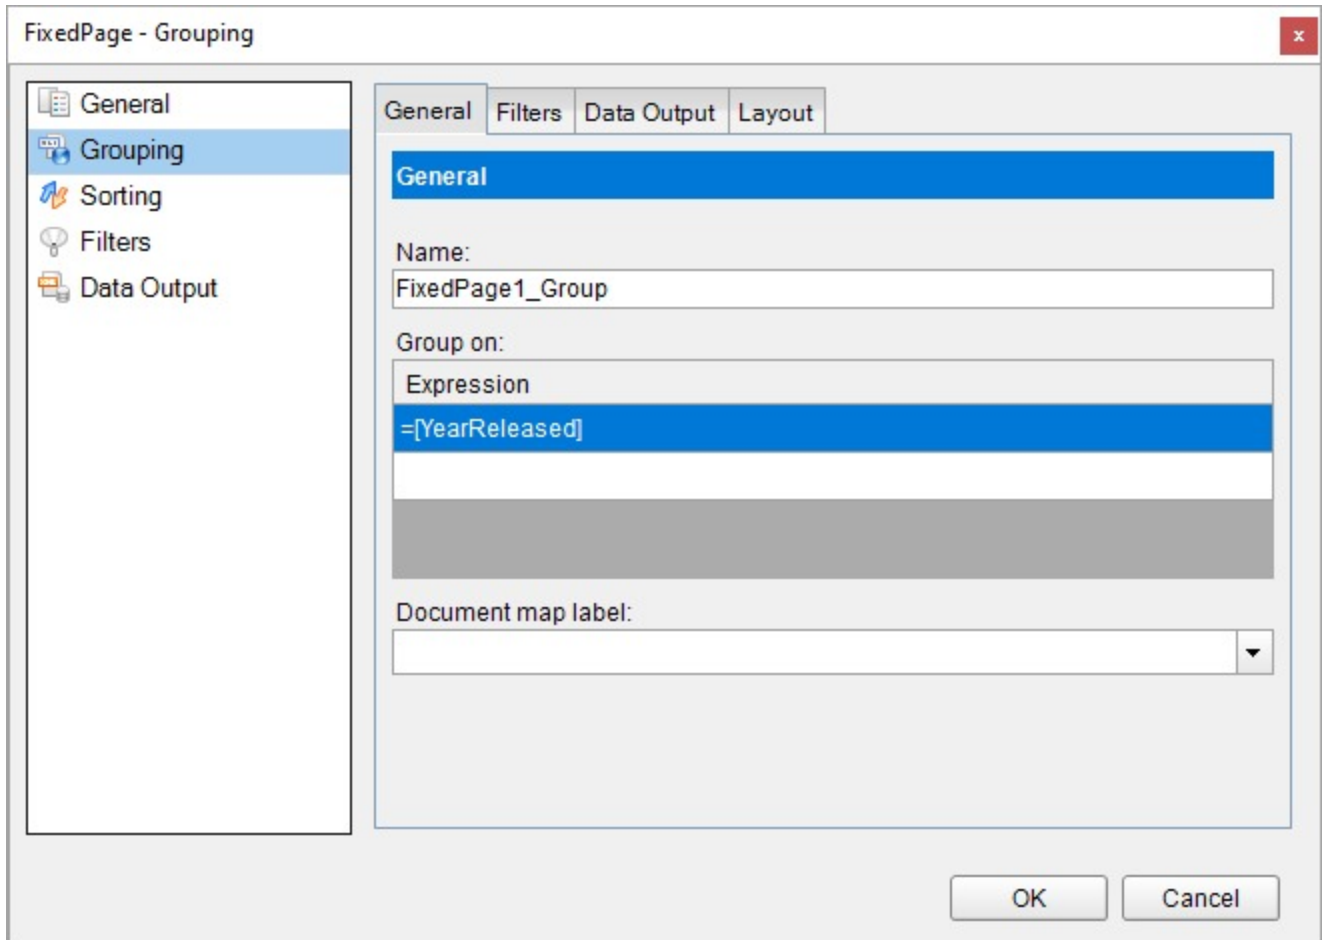 FixedPage - Grouping
x
General
Grouping
Sorting
Filters
Data Output
General Filters Data Output Layout
General
Name:
FixedPage1_Group
Group on:
Expression
=[YearReleased]
Document map label:
OK Cancel